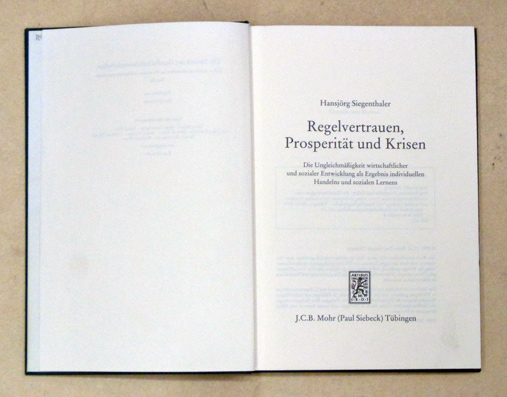 Hansjörg Siegenthaler
Regelvertrauen,
Prosperität und Krisen
Die Ungleichmäßigkeit wirtschaftlicher
und sozialer Entwicklung als Ergebnis individuellen
Handelns und sozialen Lernens
J.C.B. Mohr (Paul Siebeck) Tübingen